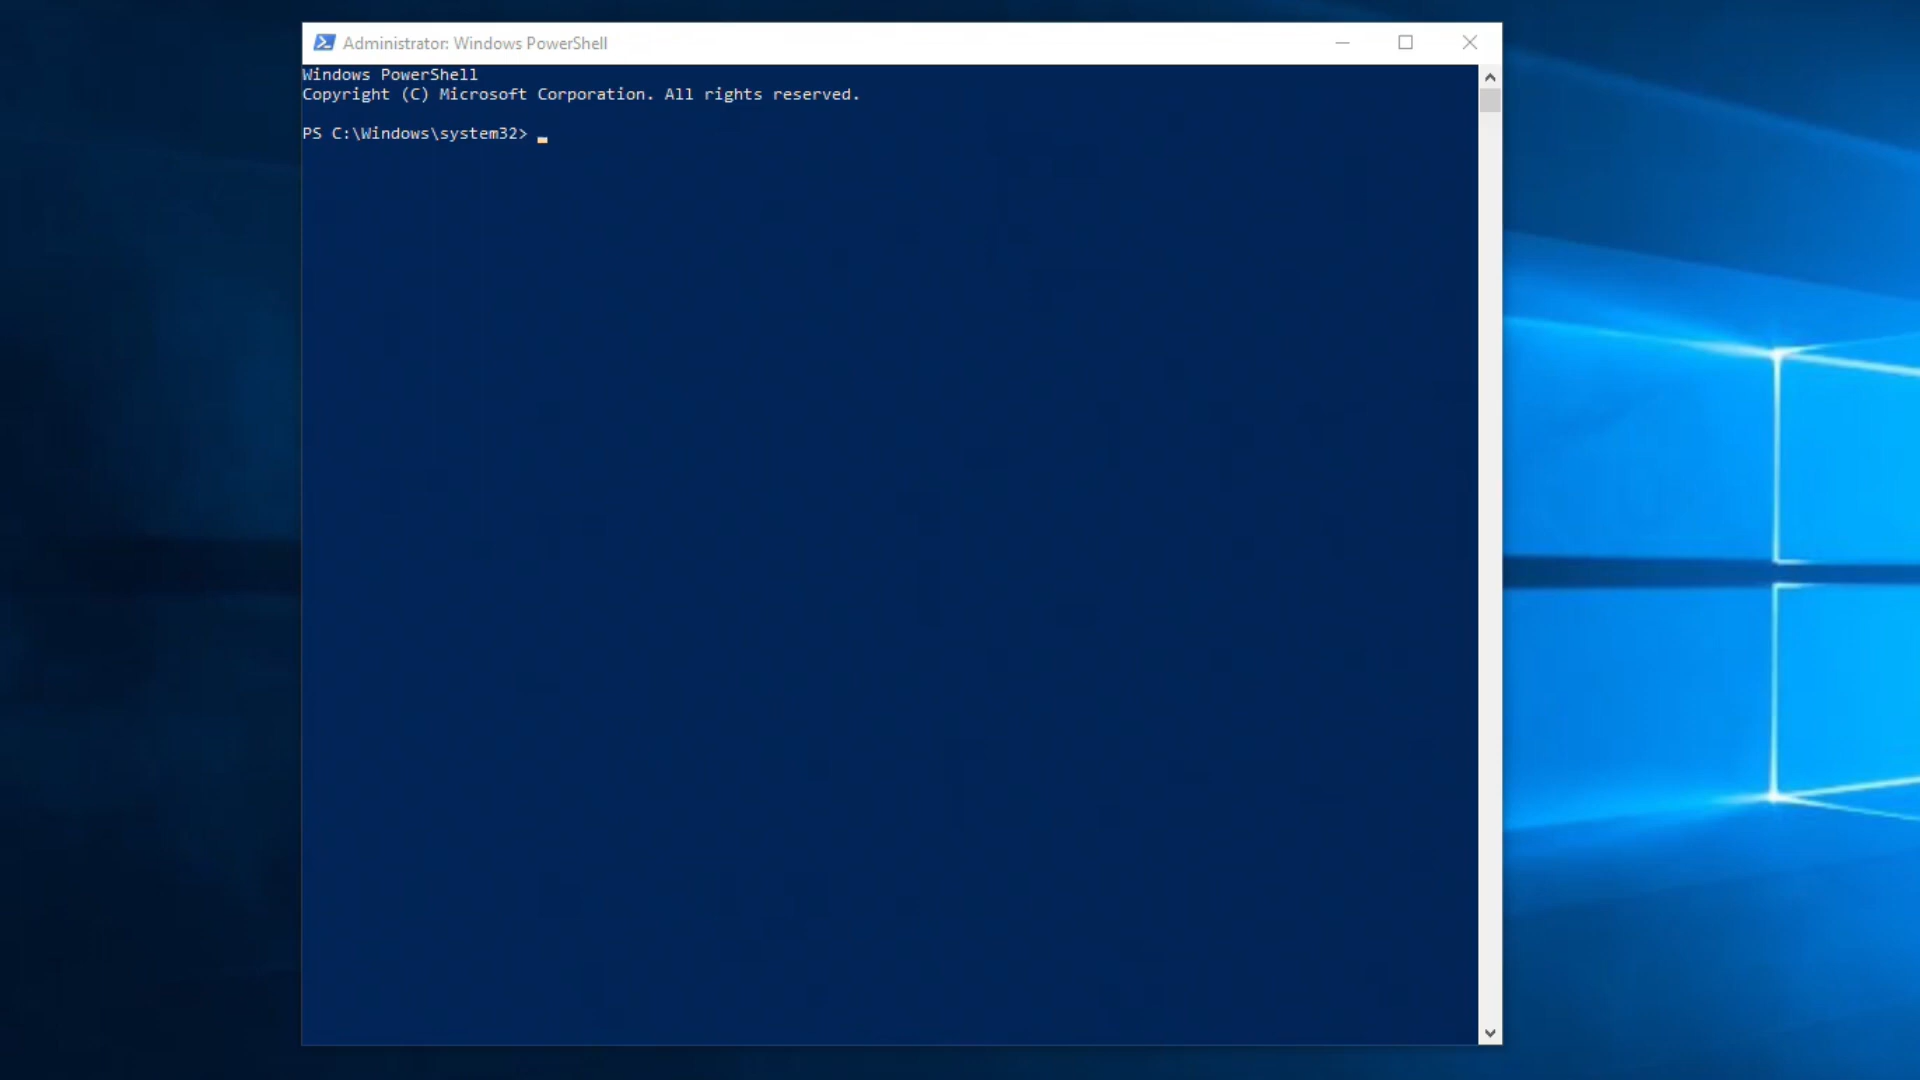 Administrator: Windows PowerShell
Windows PowerShell
Copyright (C) Microsoft Corporation. All rights reserved.
PS C:\Windows\system32>